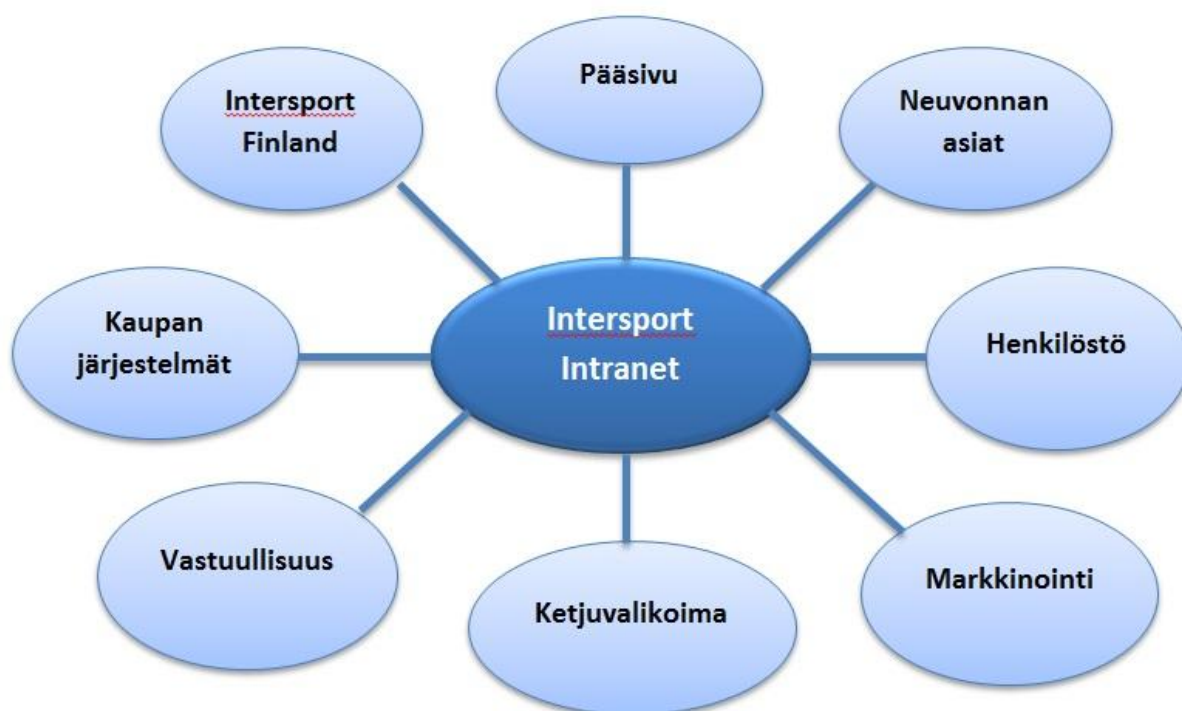 Pääsivu
Intersport
Finland
Neuvonnan
asiat
Kaupan
järjestelmät
Intersport
Intranet
Henkilöstö
Vastuullisuus
Ketjuvalikoima
Markkinointi